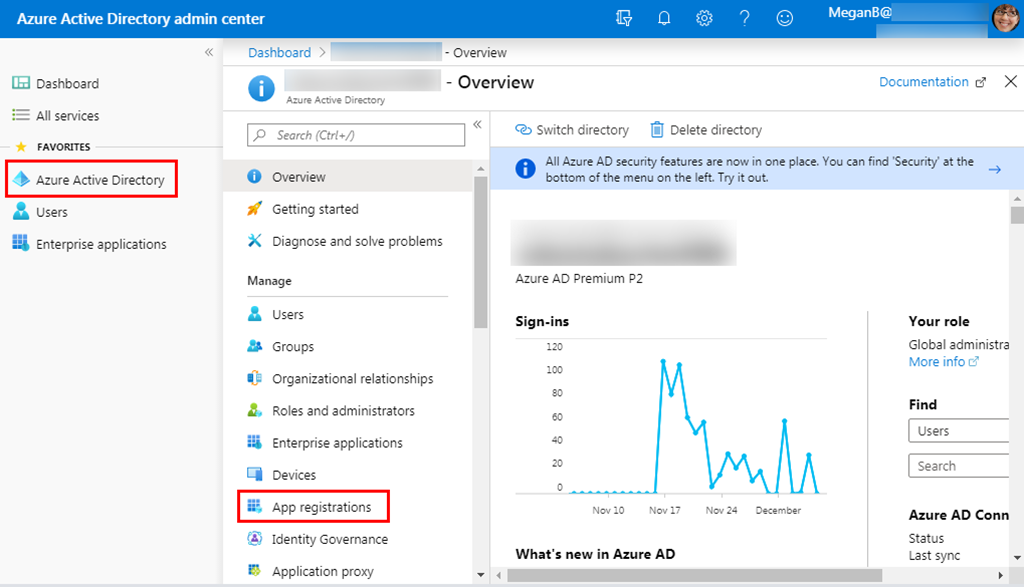 Azure Active Directory admin center
MeganB@
Dashboard
All services
FAVORITES
Azure Active Directory
Users
Enterprise applications
Dashboard > - Overview
- Overview
Azure Active Directory
Documentation
Search (Ctrl+/)
Overview
Getting started
Diagnose and solve problems
Manage
Users
Groups
Organizational relationships
Roles and administrators
Enterprise applications
Devices
App registrations
Identity Governance
Application proxy
Switch directory
Delete directory
All Azure AD security features are now in one place. You can find 'Security' at the
bottom of the menu on the left. Try it out.
Azure AD Premium P2
Sign-ins
120
100
80
60
40
20
0
Nov 10 Nov 17 Nov 24 December
What's new in Azure AD
Your role
Global administra
More info
Find
Users
Search
Azure AD Conn
Status
Last sync